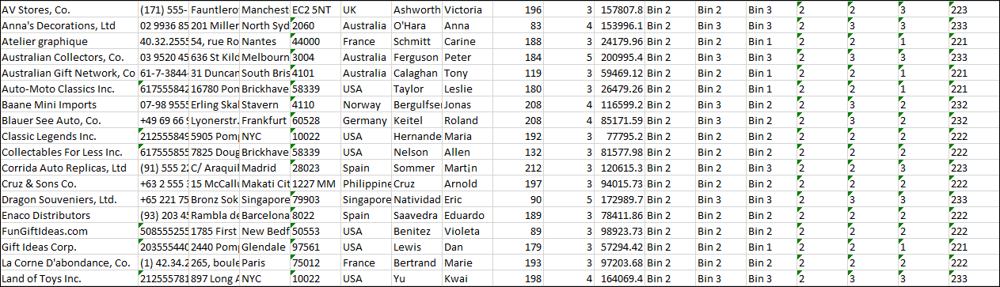 AV Stores, Co. (171) 555- Fauntlero Manchest EC2 5NT UK Ashworth Victoria 196 3 157807.8 Bin 2 Bin 2 Bin 3 2 2 3 223
Anna's Decorations, Ltd 02 9936 85 201 Miller North Syd 2060 Australia O'Hara Anna 83 4 153996.1 Bin 2 Bin 3 Bin 3 2 3 3 233
Atelier graphique 40.32.2555 54, rue Ro Nantes 44000 France Schmitt Carine 188 3 24179.96 Bin 2 Bin 2 Bin 1 2 2 1 221
Australian Collectors, Co. 03 9520 45 636 St Kild Melbourn 3004 Australia Ferguson Peter 184 5 200995.4 Bin 2 Bin 3 Bin 3 2 3 3 233
Australian Gift Network, Co 61-7-3844- 31 Duncan South Bris 4101 Australia Calaghan Tony 119 3 59469.12 Bin 2 Bin 2 Bin 1 2 2 1 221
Auto-Moto Classics Inc. 617555842 16780 Pon Brickhave 58339 USA Taylor Leslie 180 3 26479.26 Bin 2 Bin 2 Bin 1 2 2 1 221
Baane Mini Imports 07-98 9555 Erling Skal Stavern 4110 Norway Bergulfsen Jonas 208 4 116599.2 Bin 2 Bin 3 Bin 2 2 3 2 232
Blauer See Auto, Co. +49 69 66 9 Lyonerstr. Frankfurt 60528 Germany Keitel Roland 208 4 85171.59 Bin 2 Bin 3 Bin 2 2 3 2 232
Classic Legends Inc. 212555849 5905 Pomp NYC 10022 USA Hernande Maria 192 3 77795.2 Bin 2 Bin 2 Bin 2 2 2 2 222
Collectables For Less Inc. 617555855 7825 Doug Brickhave 58339 USA Nelson Allen 132 3 81577.98 Bin 2 Bin 2 Bin 2 2 2 2 222
Corrida Auto Replicas, Ltd (91) 555 22 C/ Araquil Madrid 28023 Spain Sommer Mart¡n 212 3 120615.3 Bin 2 Bin 2 Bin 3 2 2 3 223
Cruz & Sons Co. +63 2 555 3 15 McCallu Makati Cit 1227 MM Philippine Cruz Arnold 197 3 94015.73 Bin 2 Bin 2 Bin 2 2 2 2 222
Dragon Souveniers, Ltd. +65 221 75 Bronz Sok Singapore 79903 Singapore Natividad Eric 90 5 172989.7 Bin 2 Bin 3 Bin 3 2 3 3 233
Enaco Distributors (93) 203 45 Rambla de Barcelona 8022 Spain Saavedra Eduardo 189 3 78411.86 Bin 2 Bin 2 Bin 2 2 2 2 222
FunGiftIdeas.com 508555255 1785 First New Bedf 50553 USA Benitez Violeta 89 3 98923.73 Bin 2 Bin 2 Bin 2 2 2 2 222
Gift Ideas Corp. 203555440 2440 Pomp Glendale 97561 USA Lewis Dan 179 3 57294.42 Bin 2 Bin 2 Bin 1 2 2 1 221
La Corne D'abondance, Co. (1) 42.34.2 265, boule Paris 75012 France Bertrand Marie 193 3 97203.68 Bin 2 Bin 2 Bin 2 2 2 2 222
Land of Toys Inc. 212555781 897 Long A NYC 10022 USA Yu Kwai 198 4 164069.4 Bin 2 Bin 3 Bin 3 2 3 3 233